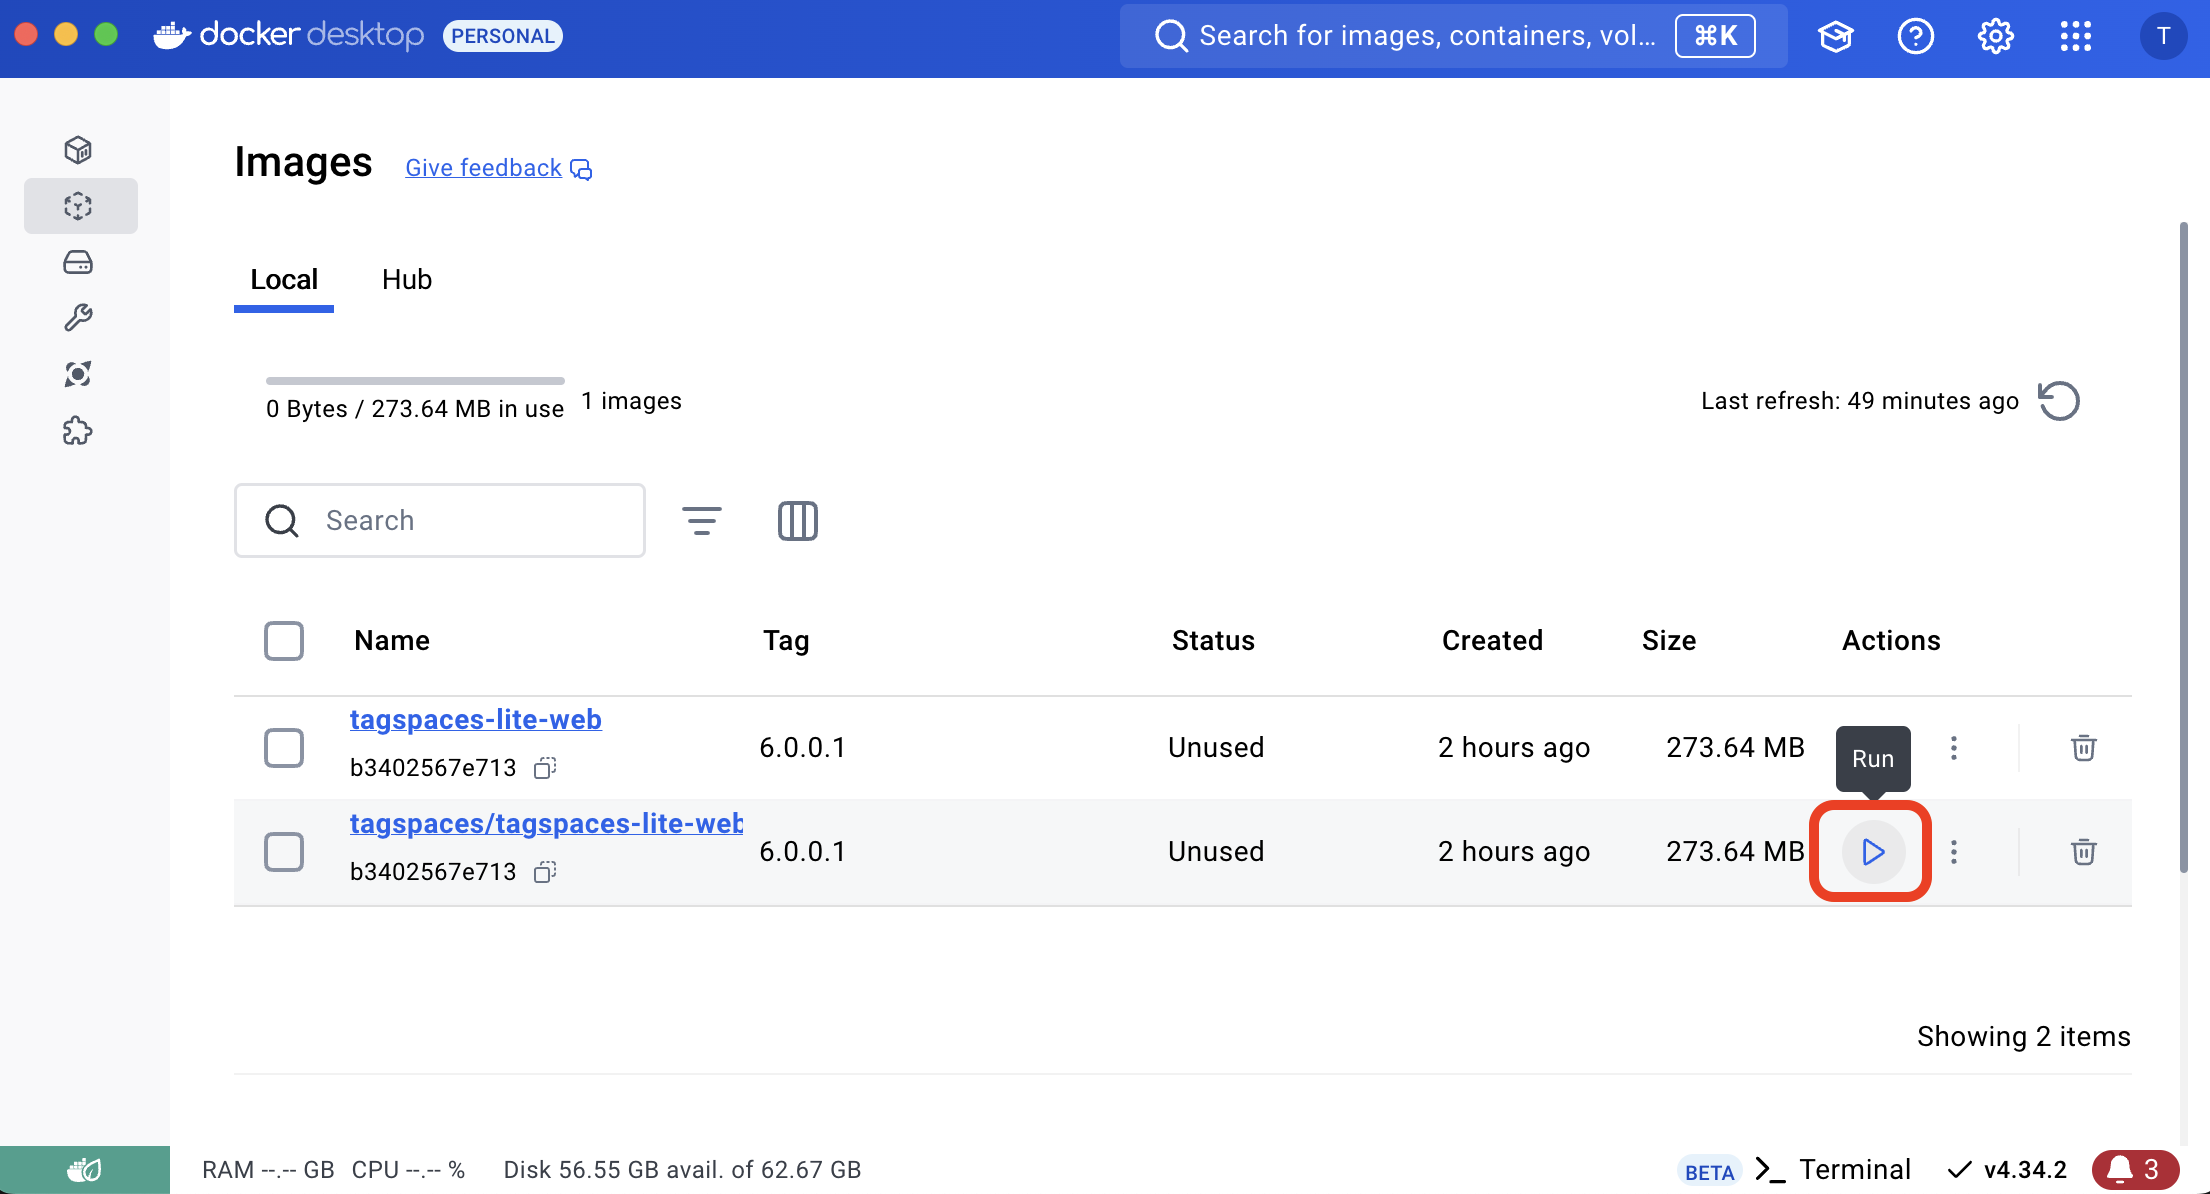 docker desktop PERSONAL
Search for images, containers, vol... ⌘K
T
Images Give feedback
Local Hub
0 Bytes / 273.64 MB in use 1 images
Last refresh: 49 minutes ago
Search
Name Tag Status Created Size Actions
tagspaces-lite-web
b3402567e713
6.0.0.1 Unused 2 hours ago 273.64 MB
Run
tagspaces/tagspaces-lite-web
b3402567e713
6.0.0.1 Unused 2 hours ago 273.64 MB
Showing 2 items
RAM --.-- GB CPU --.-- % Disk 56.55 GB avail. of 62.67 GB
BETA >_ Terminal v4.34.2 3